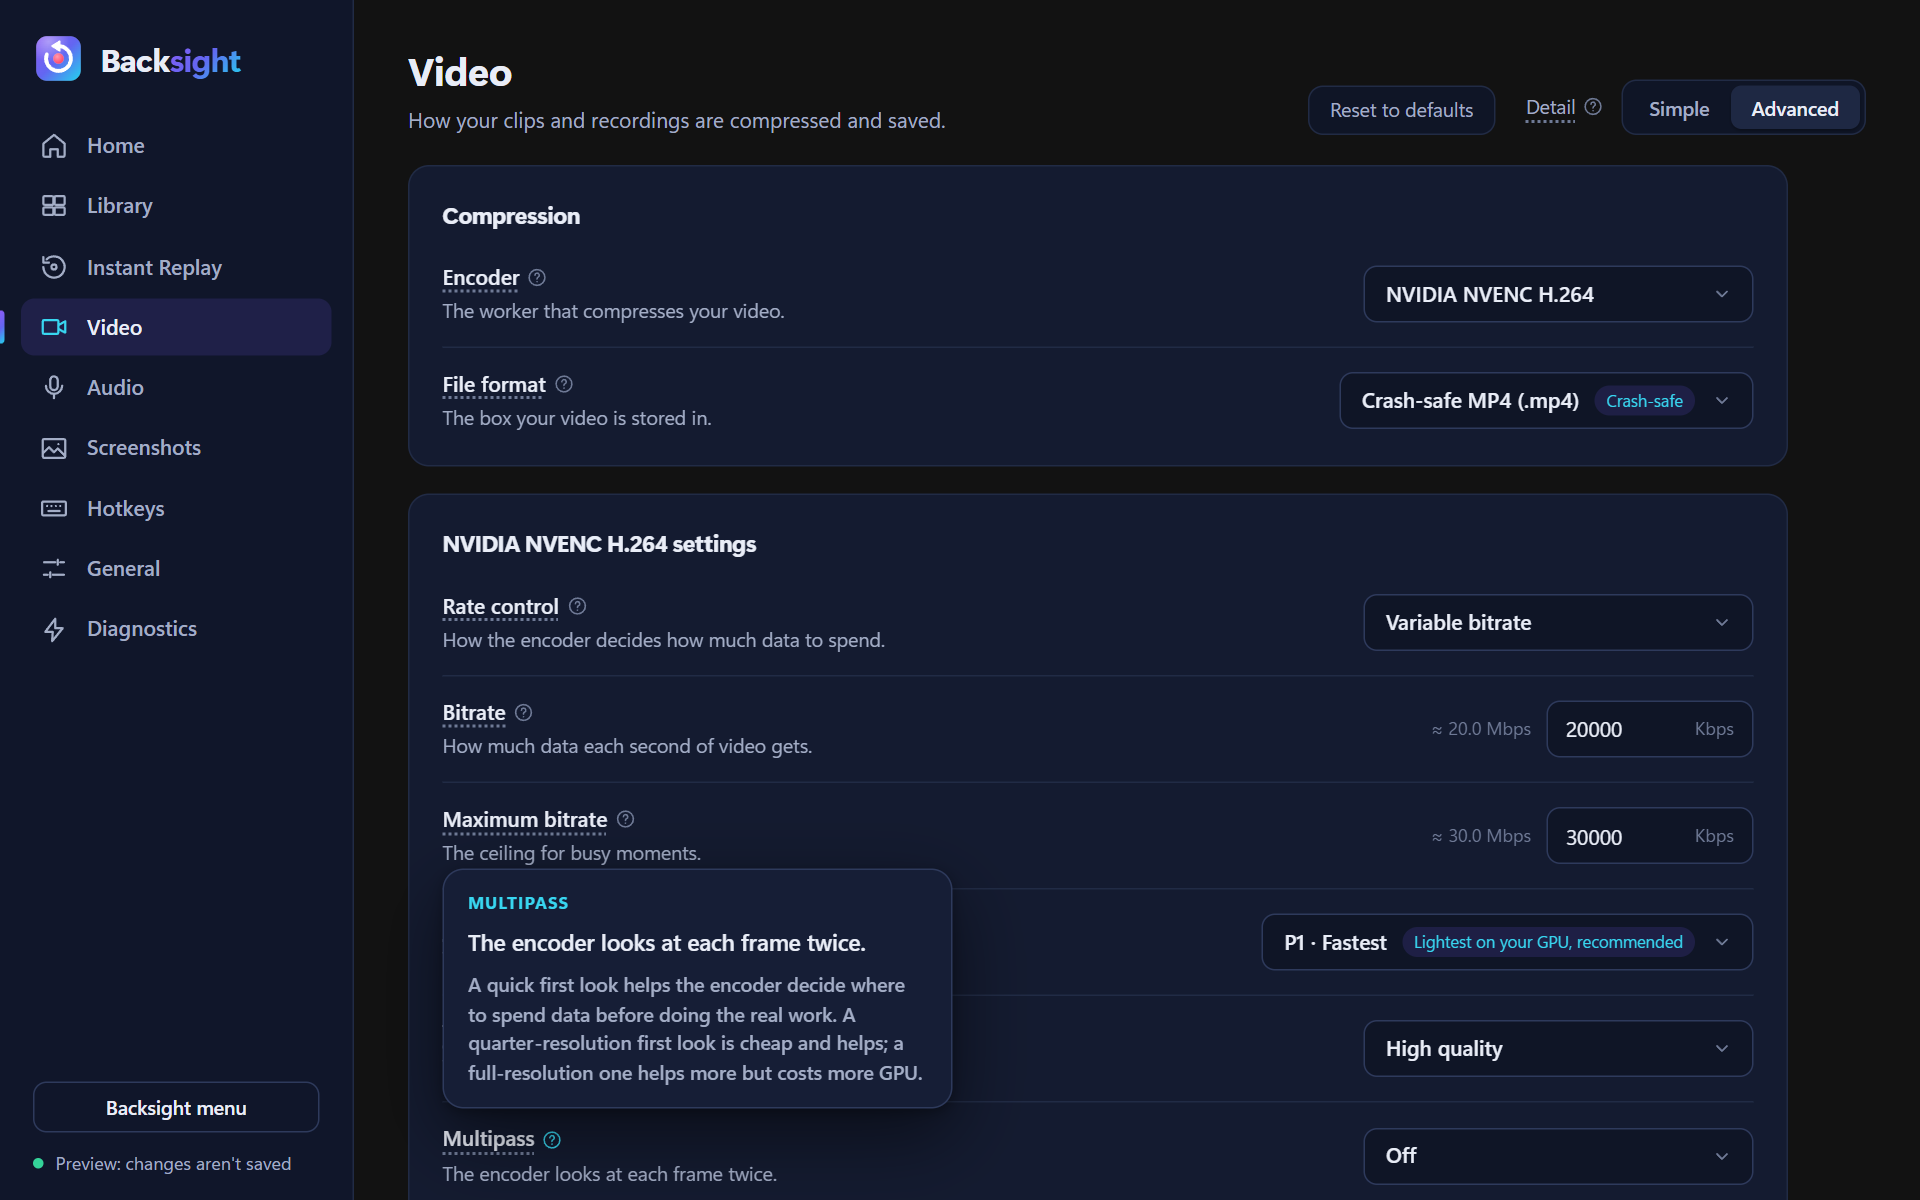 Backsight
Home
Library
Instant Replay
Video
Audio
Screenshots
Hotkeys
General
Diagnostics
Backsight menu
Preview: changes aren't saved
Video
How your clips and recordings are compressed and saved.
Reset to defaults
Detail
Simple
Advanced
Compression
Encoder
The worker that compresses your video.
NVIDIA NVENC H.264
File format
The box your video is stored in.
Crash-safe MP4 (.mp4) Crash-safe
NVIDIA NVENC H.264 settings
Rate control
How the encoder decides how much data to spend.
Variable bitrate
Bitrate
How much data each second of video gets.
≈ 20.0 Mbps
20000 Kbps
Maximum bitrate
The ceiling for busy moments.
≈ 30.0 Mbps
30000 Kbps
MULTIPASS
The encoder looks at each frame twice.
A quick first look helps the encoder decide where
to spend data before doing the real work. A
quarter-resolution first look is cheap and helps; a
full-resolution one helps more but costs more GPU.
P1 · Fastest Lightest on your GPU, recommended
High quality
Multipass
The encoder looks at each frame twice.
Off